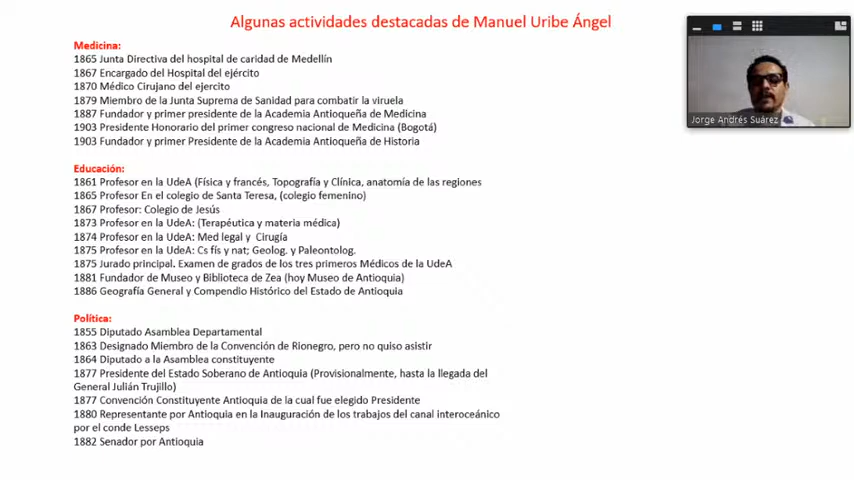 Algunas actividades destacadas de Manuel Uribe Ángel
Medicina:
1865 Junta Directiva del hospital de caridad de Medellín
1867 Encargado del Hospital del ejército
1870 Médico Cirujano del ejercito
1879 Miembro de la Junta Suprema de Sanidad para combatir la viruela
1887 Fundador y primer presidente de la Academia Antioqueña de Medicina
1903 Presidente Honorario del primer congreso nacional de Medicina (Bogotá)
1903 Fundador y primer Presidente de la Academia Antioqueña de Historia
Educación:
1861 Profesor en la UdeA (Física y francés, Topografía y Clínica, anatomía de las regiones
1865 Profesor En el colegio de Santa Teresa, (colegio femenino)
1867 Profesor: Colegio de Jesús
1873 Profesor en la UdeA: (Terapéutica y materia médica)
1874 Profesor en la UdeA: Med legal y Cirugía
1875 Profesor en la UdeA: Cs fís y nat; Geolog. y Paleontolog.
1875 Jurado principal. Examen de grados de los tres primeros Médicos de la UdeA
1881 Fundador de Museo y Biblioteca de Zea (hoy Museo de Antioquia)
1886 Geografía General y Compendio Histórico del Estado de Antioquia
Política:
1855 Diputado Asamblea Departamental
1863 Designado Miembro de la Convención de Rionegro, pero no quiso asistir
1864 Diputado a la Asamblea constituyente
1877 Presidente del Estado Soberano de Antioquia (Provisionalmente, hasta la llegada del
General Julián Trujillo)
1877 Convención Constituyente Antioquia de la cual fue elegido Presidente
1880 Representante por Antioquia en la Inauguración de los trabajos del canal interoceánico
por el conde Lesseps
1882 Senador por Antioquia
Jorge Andrés Suárez